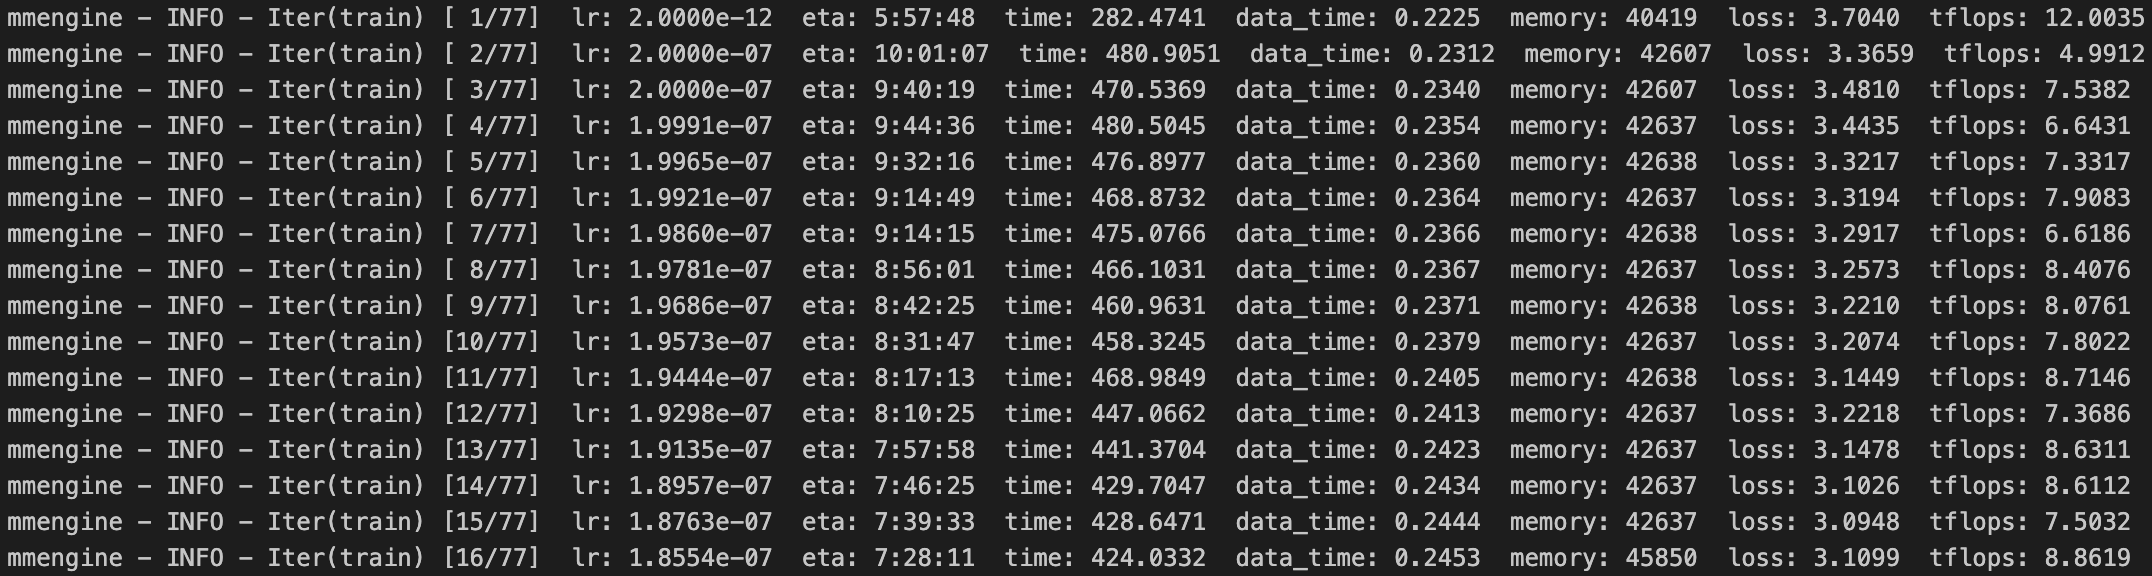 mmengine – INFO – Iter(train) [ 1/77]  lr: 2.0000e-12  eta: 5:57:48  time: 282.4741  data_time: 0.2225  memory: 40419  loss: 3.7040  tflops: 12.0035
mmengine – INFO – Iter(train) [ 2/77]  lr: 2.0000e-07  eta: 10:01:07  time: 480.9051  data_time: 0.2312  memory: 42607  loss: 3.3659  tflops: 4.9912
mmengine – INFO – Iter(train) [ 3/77]  lr: 2.0000e-07  eta: 9:40:19  time: 470.5369  data_time: 0.2340  memory: 42607  loss: 3.4810  tflops: 7.5382
mmengine – INFO – Iter(train) [ 4/77]  lr: 1.9991e-07  eta: 9:44:36  time: 480.5045  data_time: 0.2354  memory: 42637  loss: 3.4435  tflops: 6.6431
mmengine – INFO – Iter(train) [ 5/77]  lr: 1.9965e-07  eta: 9:32:16  time: 476.8977  data_time: 0.2360  memory: 42638  loss: 3.3217  tflops: 7.3317
mmengine – INFO – Iter(train) [ 6/77]  lr: 1.9921e-07  eta: 9:14:49  time: 468.8732  data_time: 0.2364  memory: 42637  loss: 3.3194  tflops: 7.9083
mmengine – INFO – Iter(train) [ 7/77]  lr: 1.9860e-07  eta: 9:14:15  time: 475.0766  data_time: 0.2366  memory: 42638  loss: 3.2917  tflops: 6.6186
mmengine – INFO – Iter(train) [ 8/77]  lr: 1.9781e-07  eta: 8:56:01  time: 466.1031  data_time: 0.2367  memory: 42637  loss: 3.2573  tflops: 8.4076
mmengine – INFO – Iter(train) [ 9/77]  lr: 1.9686e-07  eta: 8:42:25  time: 460.9631  data_time: 0.2371  memory: 42638  loss: 3.2210  tflops: 8.0761
mmengine – INFO – Iter(train) [10/77]  lr: 1.9573e-07  eta: 8:31:47  time: 458.3245  data_time: 0.2379  memory: 42637  loss: 3.2074  tflops: 7.8022
mmengine – INFO – Iter(train) [11/77]  lr: 1.9444e-07  eta: 8:17:13  time: 468.9849  data_time: 0.2405  memory: 42638  loss: 3.1449  tflops: 8.7146
mmengine – INFO – Iter(train) [12/77]  lr: 1.9298e-07  eta: 8:10:25  time: 447.0662  data_time: 0.2413  memory: 42637  loss: 3.2218  tflops: 7.3686
mmengine – INFO – Iter(train) [13/77]  lr: 1.9135e-07  eta: 7:57:58  time: 441.3704  data_time: 0.2423  memory: 42637  loss: 3.1478  tflops: 8.6311
mmengine – INFO – Iter(train) [14/77]  lr: 1.8957e-07  eta: 7:46:25  time: 429.7047  data_time: 0.2434  memory: 42637  loss: 3.1026  tflops: 8.6112
mmengine – INFO – Iter(train) [15/77]  lr: 1.8763e-07  eta: 7:39:33  time: 428.6471  data_time: 0.2444  memory: 42637  loss: 3.0948  tflops: 7.5032
mmengine – INFO – Iter(train) [16/77]  lr: 1.8554e-07  eta: 7:28:11  time: 424.0332  data_time: 0.2453  memory: 45850  loss: 3.1099  tflops: 8.8619